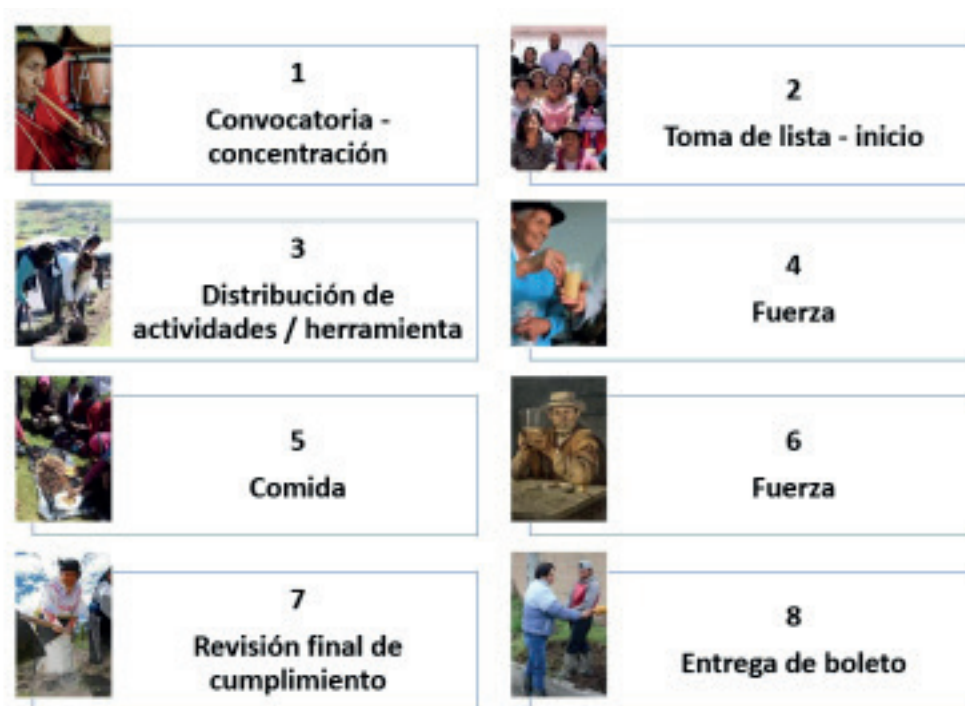 1
Convocatoria -
concentración
2
Toma de lista - inicio
3
Distribución de
actividades / herramienta
4
Fuerza
5
Comida
6
Fuerza
7
Revisión final de
cumplimiento
8
Entrega de boleto